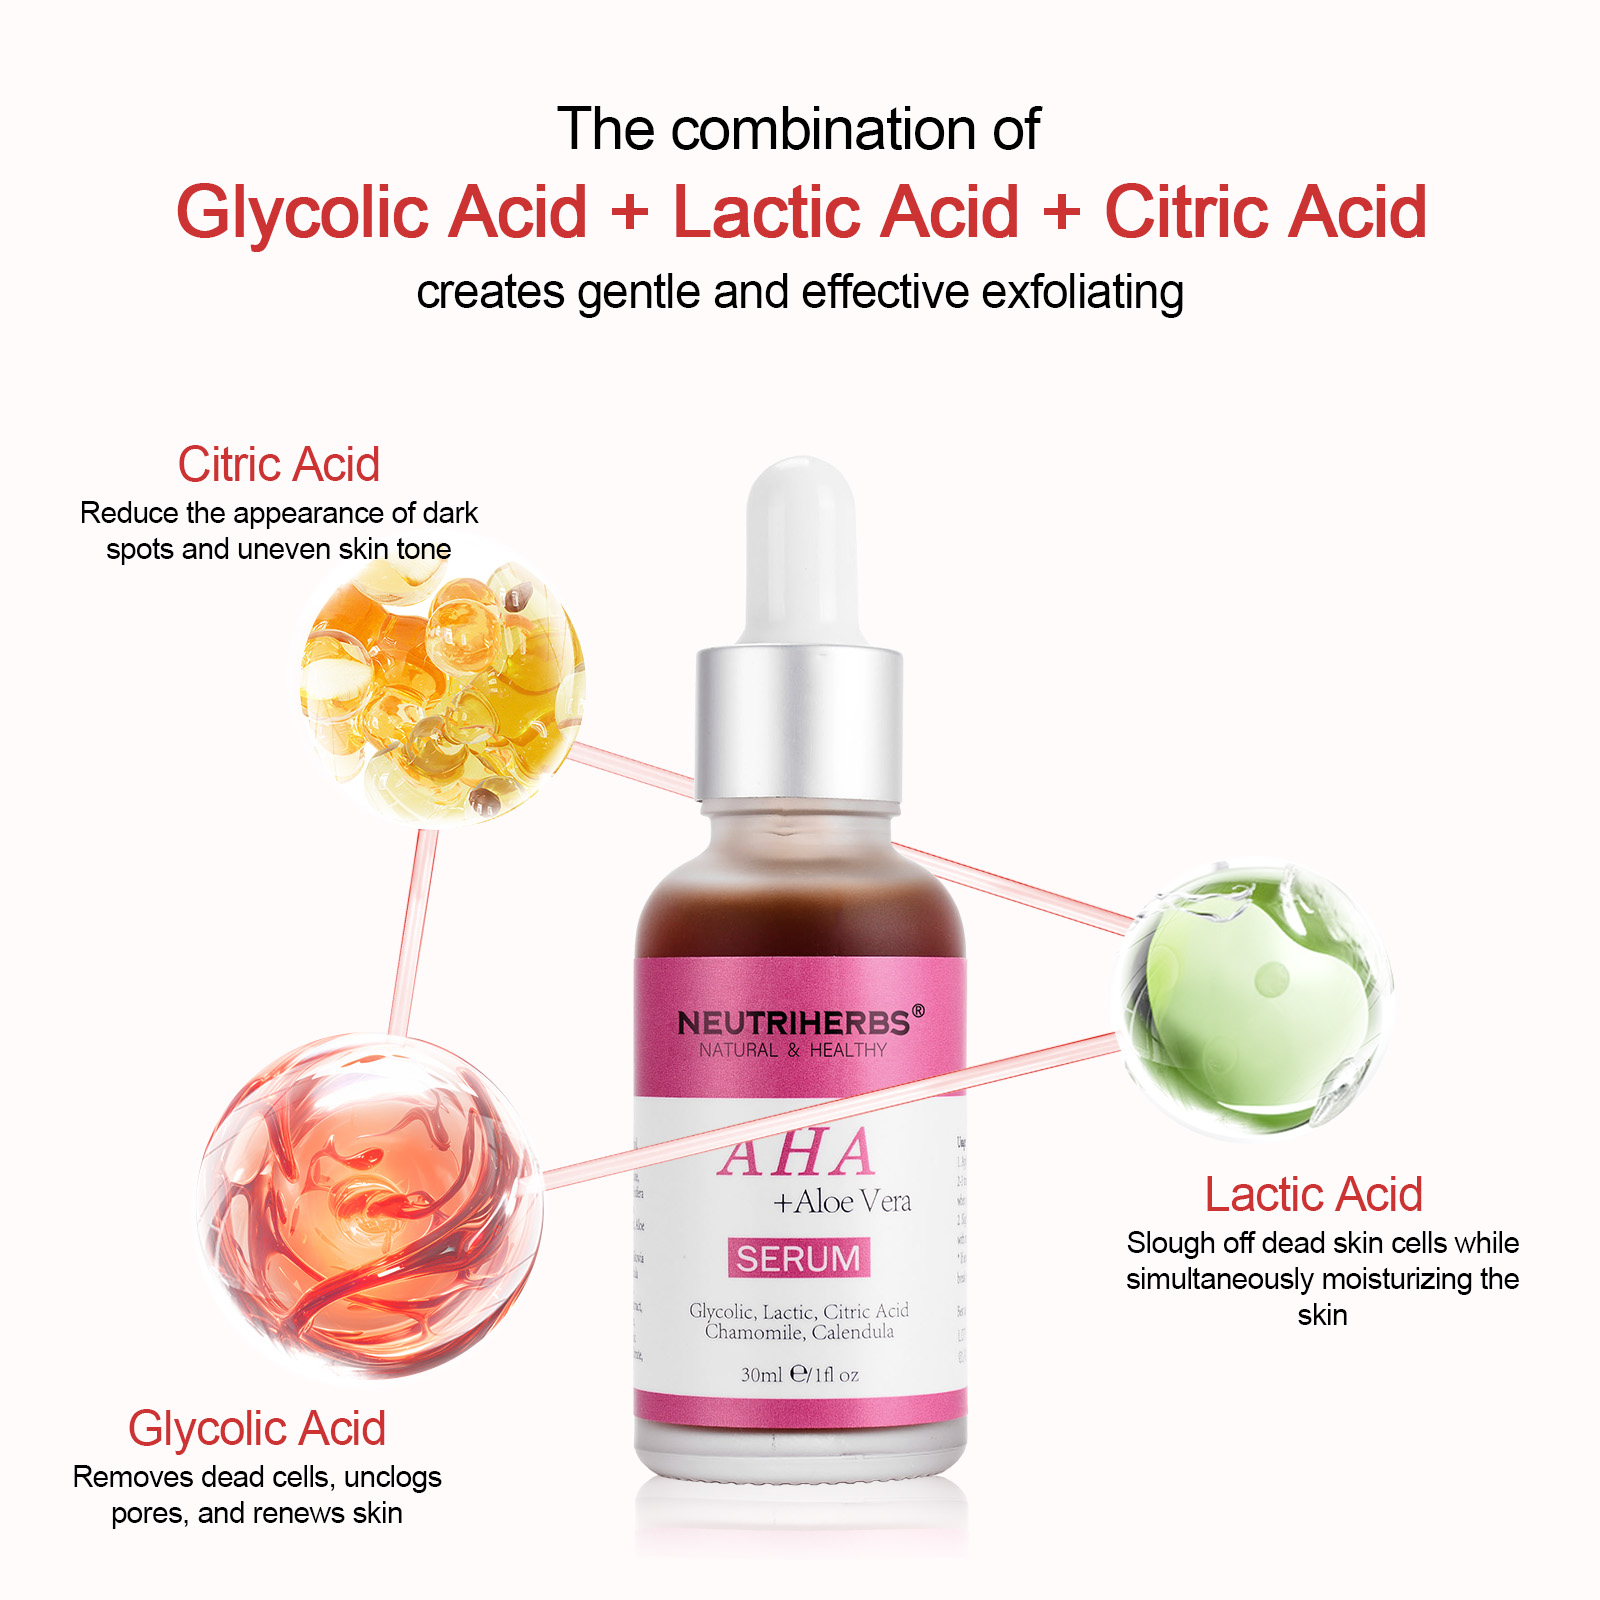 The combination of
Glycolic Acid + Lactic Acid + Citric Acid
creates gentle and effective exfoliating
Citric Acid
Reduce the appearance of dark
spots and uneven skin tone
NEUTRIHERBS®
NATURAL & HEALTHY
AHA
+Aloe Vera
SERUM
Glycolic, Lactic, Citric Acid
Chamomile, Calendula
30ml ℮/1fl oz
Lactic Acid
Slough off dead skin cells while
simultaneously moisturizing the
skin
Glycolic Acid
Removes dead cells, unclogs
pores, and renews skin